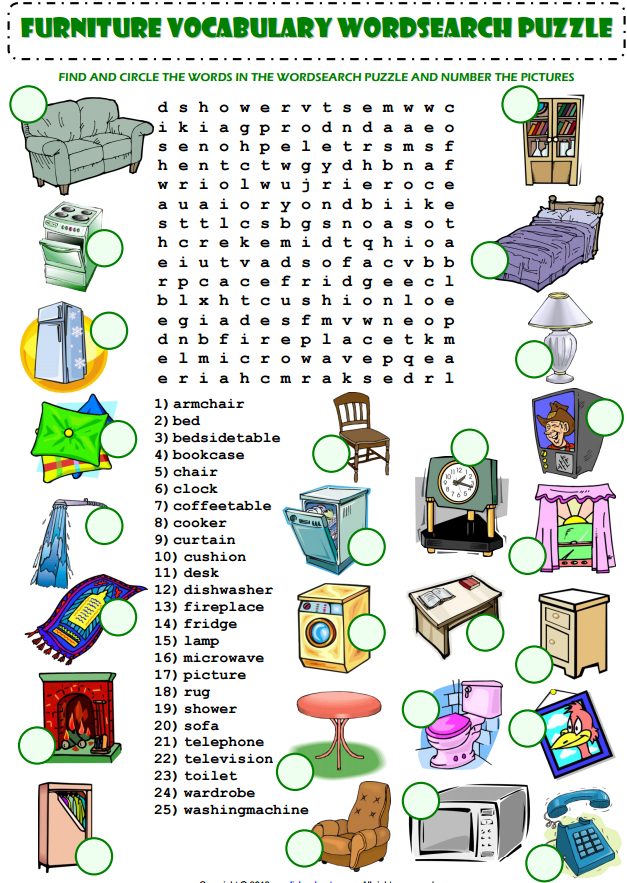 FURNITURE VOCABULARY WORDSEARCH PUZZLE
FIND AND CIRCLE THE WORDS IN THE WORDSEARCH PUZZLE AND NUMBER THE PICTURES
d s h o w e r v t s e m w w c
i k i a g p r o d n d a a e o
s e n o h p e l e t r s m s f
h e n t c t w g y d h b n a f
w r i o l w u j r i e r o c e
a u a i o r y o n d b i i k e
s t t l c s b g s n o a s o t
h c r e k e m i d t q h i o a
e i u t v a d s o f a c v b b
r p c a c e f r i d g e e c l
b l x h t c u s h i o n l o e
e g i a d e s f m v w n e o p
d n b f i r e p l a c e t k m
e l m i c r o w a v e p q e a
e r i a h c m r a k s e d r l
1) armchair
2) bed
3) bedsidetable
4) bookcase
5) chair
6) clock
7) coffeetable
8) cooker
9) curtain
10) cushion
11) desk
12) dishwasher
13) fireplace
14) fridge
15) lamp
16) microwave
17) picture
18) rug
19) shower
20) sofa
21) telephone
22) television
23) toilet
24) wardrobe
25) washingmachine